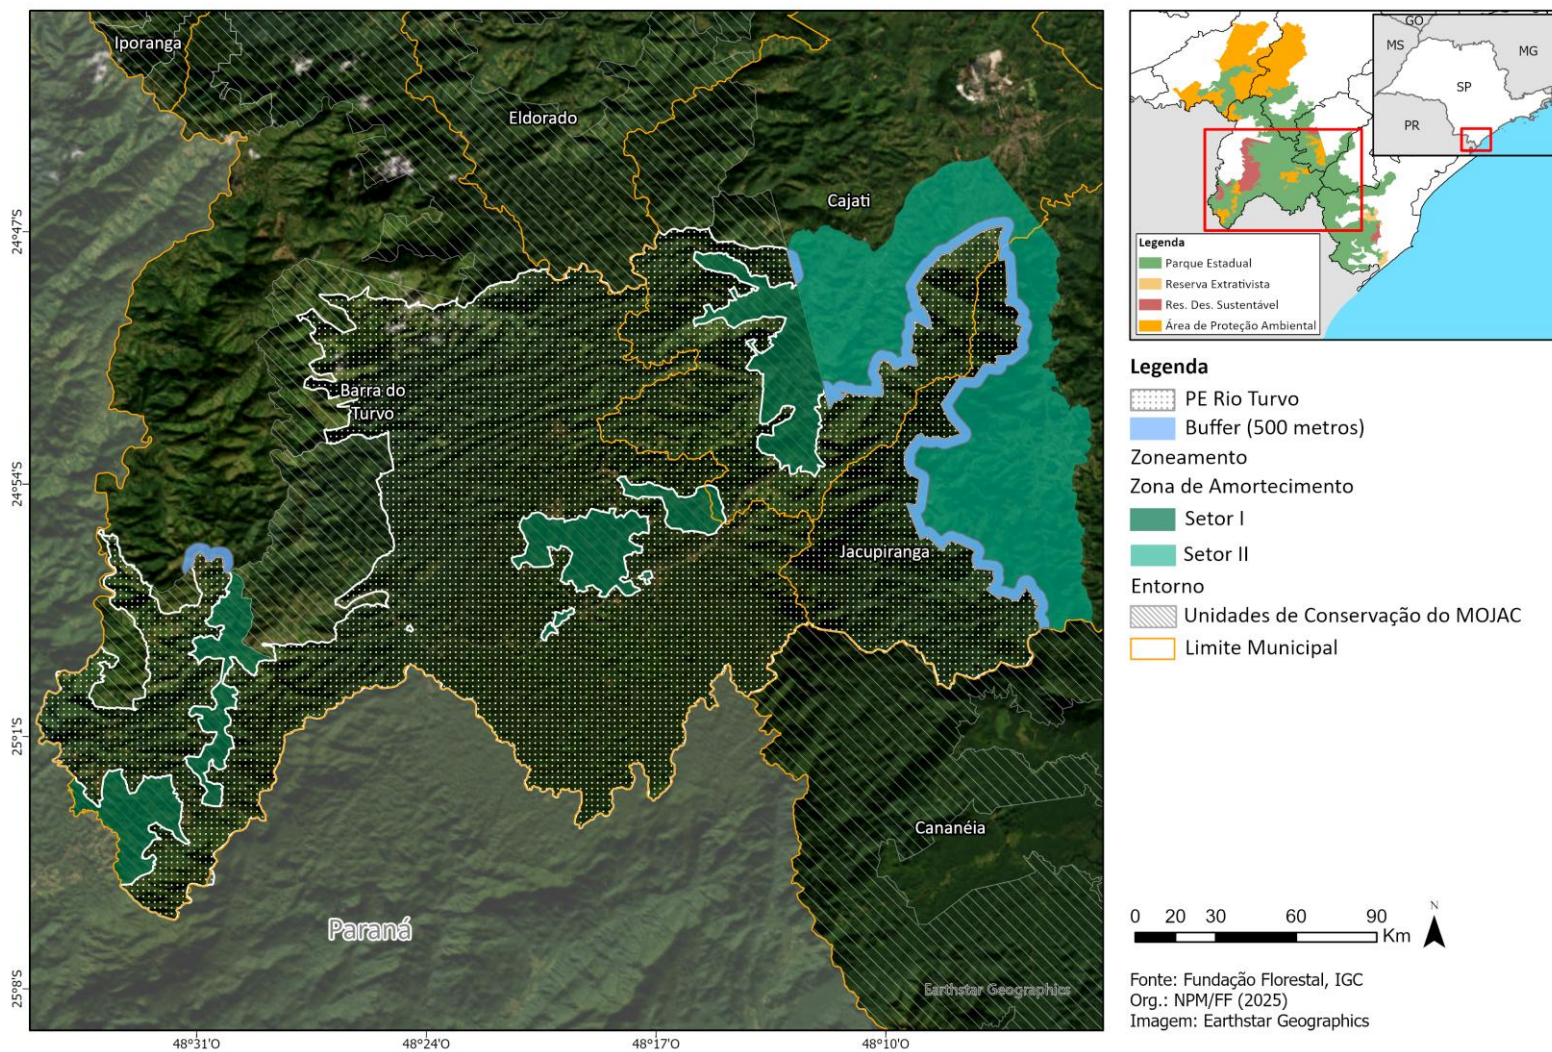 Iporanga
Eldorado
Cajati
Barra do
Turvo
Jacupiranga
Cananéia
Paraná
Earthstar Geographics
24°47'S
24°54'S
25°1'S
25°8'S
48°31'O
48°24'O
48°17'O
48°10'O
GO
MS
MG
SP
PR
Legenda
Parque Estadual
Reserva Extrativista
Res. Des. Sustentável
Área de Proteção Ambiental
Legenda
PE Rio Turvo
Buffer (500 metros)
Zoneamento
Zona de Amortecimento
Setor I
Setor II
Entorno
Unidades de Conservação do MOJAC
Limite Municipal
0 20 30 60 90
Km
N
Fonte: Fundação Florestal, IGC
Org.: NPM/FF (2025)
Imagem: Earthstar Geographics